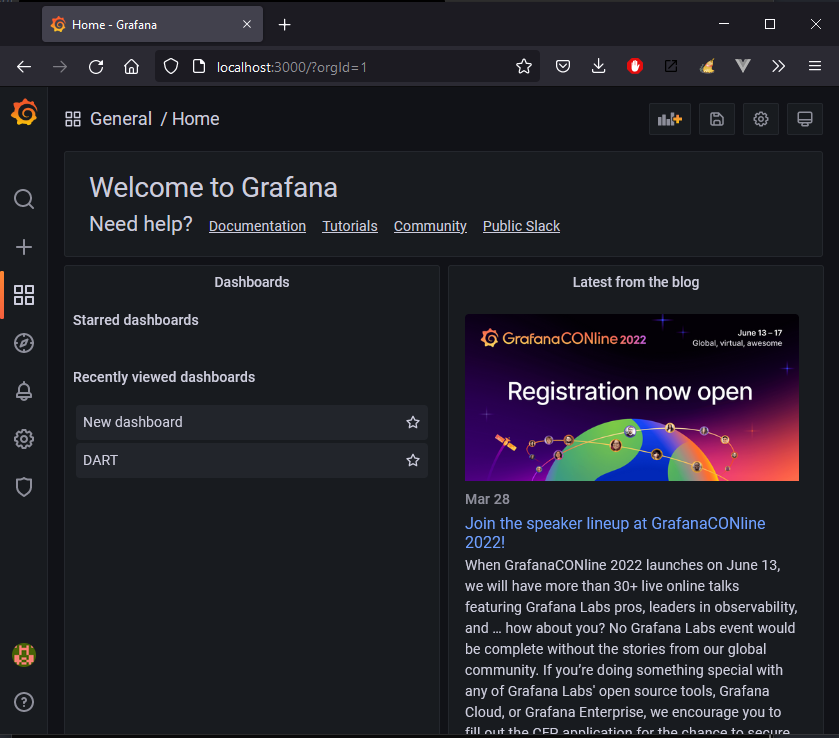 Home - Grafana
localhost:3000/?orgId=1
General / Home
Welcome to Grafana
Need help? Documentation Tutorials Community Public Slack
Dashboards
Starred dashboards
Recently viewed dashboards
New dashboard
DART
Latest from the blog
GrafanaCONline 2022
June 13 – 17
Global, virtual, awesome
Registration now open
Mar 28
Join the speaker lineup at GrafanaCONline
2022!
When GrafanaCONline 2022 launches on June 13,
we will have more than 30+ live online talks
featuring Grafana Labs pros, leaders in observability,
and … how about you? No Grafana Labs event would
be complete without the stories from our global
community. If you’re doing something special with
any of Grafana Labs' open source tools, Grafana
Cloud, or Grafana Enterprise, we encourage you to
fill out the CFP application for the chance to secure